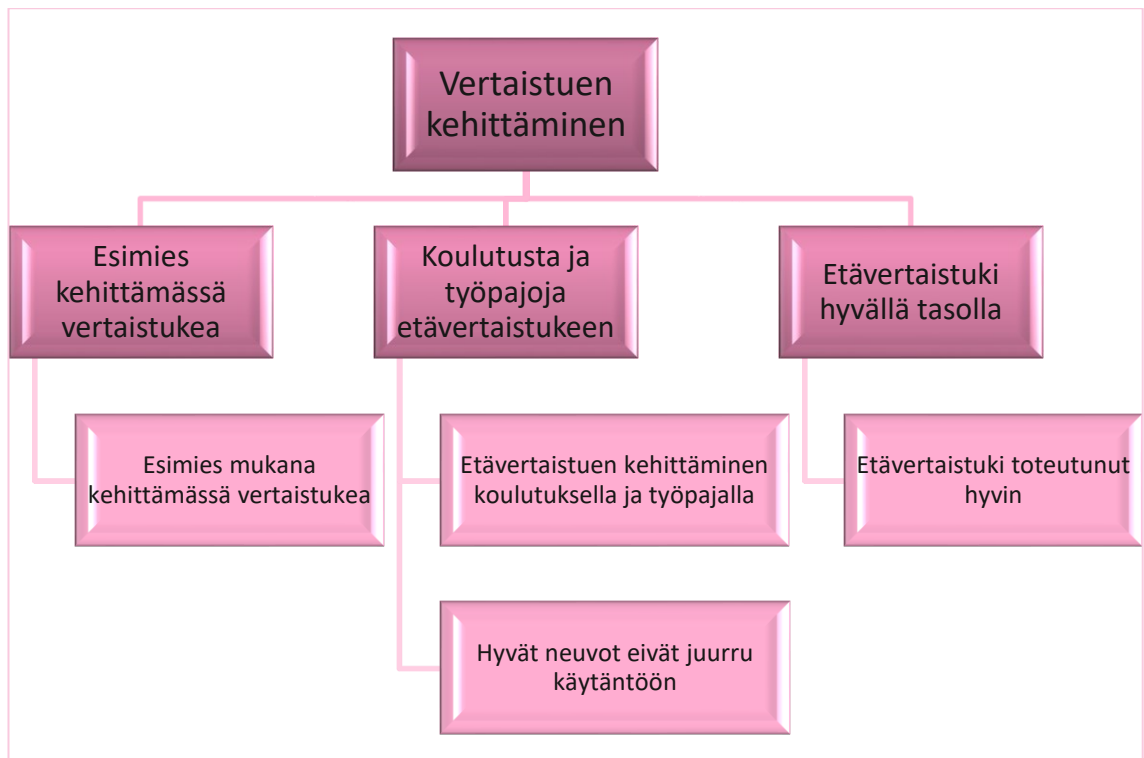 Vertaistuen
kehittäminen
Esimies
kehittämässä
vertaistukea
Koulutusta ja
työpajoja
etävertaistukeen
Etävertaistuki
hyvällä tasolla
Esimies mukana
kehittämässä vertaistukea
Etävertaistuen kehittäminen
koulutuksella ja työpajalla
Etävertaistuki toteutunut
hyvin
Hyvät neuvot eivät juurru
käytäntöön